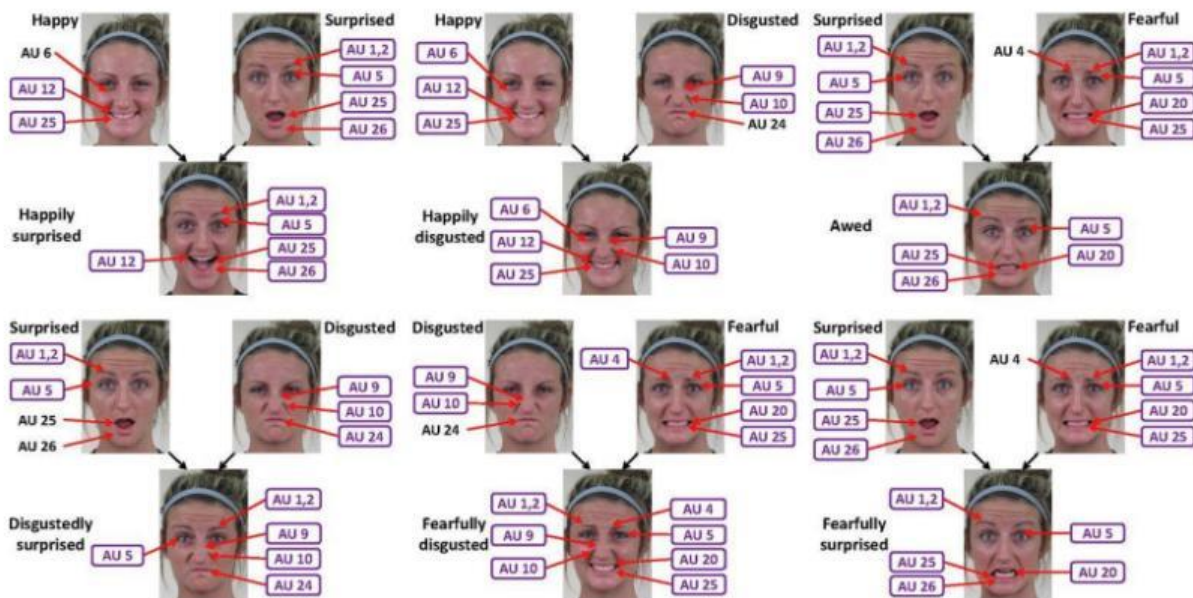 Happy
Surprised
AU 6
AU 12
AU 25
AU 1,2
AU 5
AU 25
AU 26
Happily
surprised
AU 12
AU 1,2
AU 5
AU 25
AU 26
Happy
Disgusted
AU 6
AU 12
AU 25
AU 9
AU 10
AU 24
Happily
disgusted
AU 6
AU 12
AU 25
AU 9
AU 10
Surprised
Fearful
AU 1,2
AU 5
AU 25
AU 26
AU 4
AU 1,2
AU 5
AU 20
AU 25
Awed
AU 1,2
AU 25
AU 26
AU 5
AU 20
Surprised
Disgusted
AU 1,2
AU 5
AU 25
AU 26
AU 9
AU 10
AU 24
Disgustedly
surprised
AU 5
AU 1,2
AU 9
AU 10
AU 24
Disgusted
Fearful
AU 9
AU 10
AU 24
AU 4
AU 1,2
AU 5
AU 20
AU 25
Fearfully
disgusted
AU 1,2
AU 9
AU 10
AU 4
AU 5
AU 20
AU 25
Surprised
Fearful
AU 1,2
AU 5
AU 25
AU 26
AU 4
AU 1,2
AU 5
AU 20
AU 25
Fearfully
surprised
AU 1,2
AU 25
AU 26
AU 5
AU 20